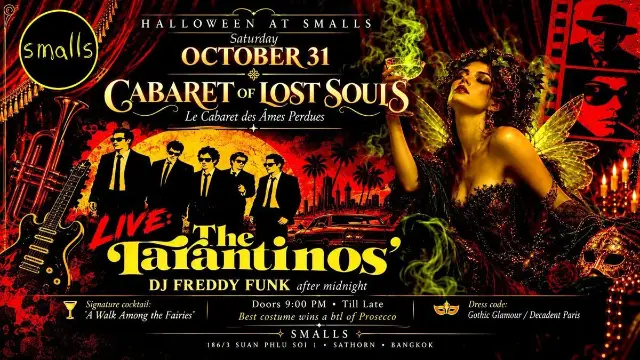 smalls
HALLOWEEN AT SMALLS
Saturday
OCTOBER 31
CABARET OF LOST SOULS
Le Cabaret des Âmes Perdues
LIVE:
The
Tarantinos'
DJ FREDDY FUNK after midnight
Signature cocktail:
'A Walk Among the Fairies'
Doors 9:00 PM • Till Late
Best costume wins a btl of Prosecco
Dress code:
Gothic Glamour / Decadent Paris
SMALLS
186/3 SUAN PHLU SOI 1 • SATHORN • BANGKOK